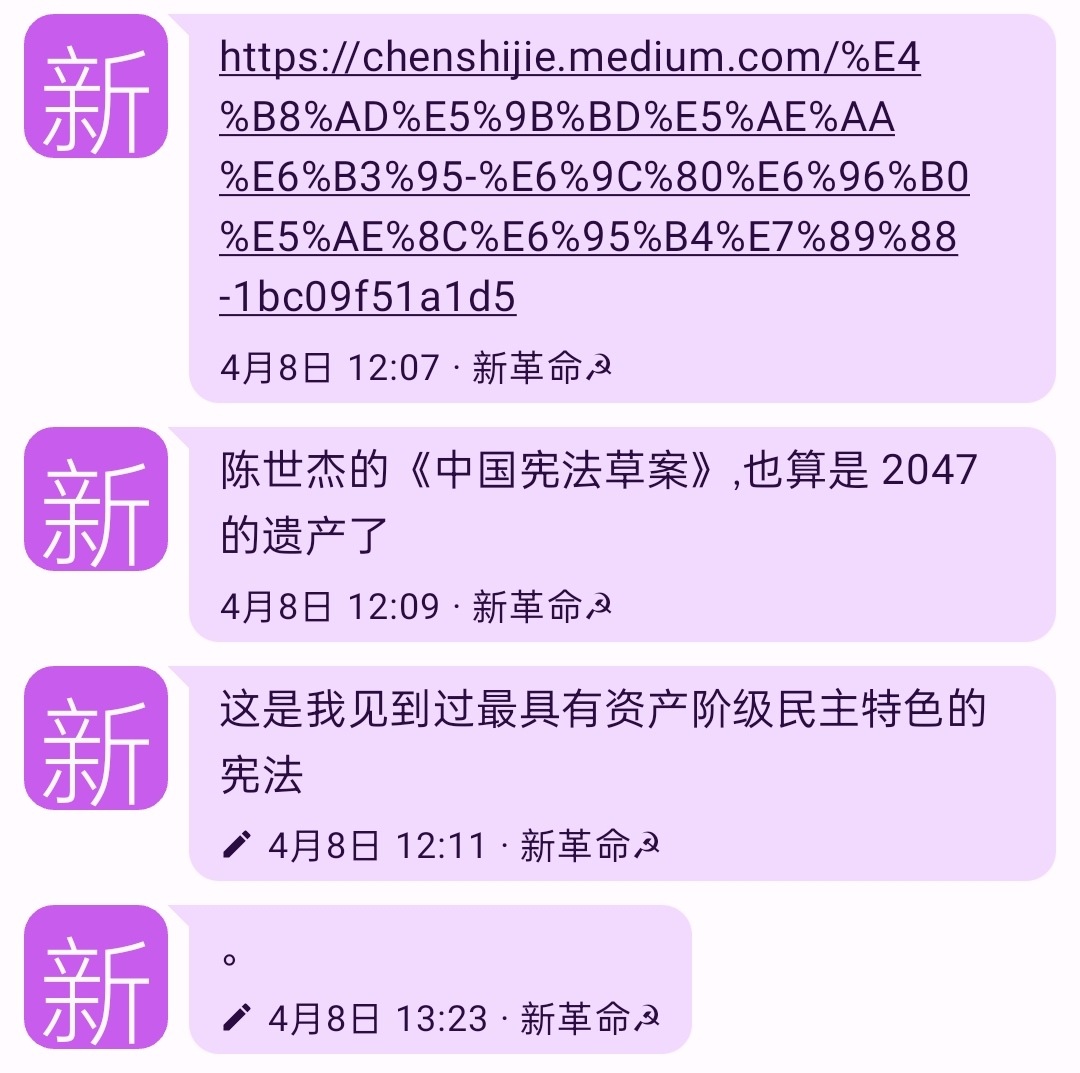 新
https://chenshijie.medium.com/%E4
%B8%AD%E5%9B%BD%E5%AE%AA
%E6%B3%95-%E6%9C%80%E6%96%B0
%E5%AE%8C%E6%95%B4%E7%89%88
-1bc09f51a1d5
4月8日 12:07 · 新革命☭
新
陈世杰的《中国宪法草案》,也算是 2047
的遗产了
4月8日 12:09 · 新革命☭
新
这是我见到过最具有资产阶级民主特色的
宪法
4月8日 12:11 · 新革命☭
新
。
4月8日 13:23 · 新革命☭